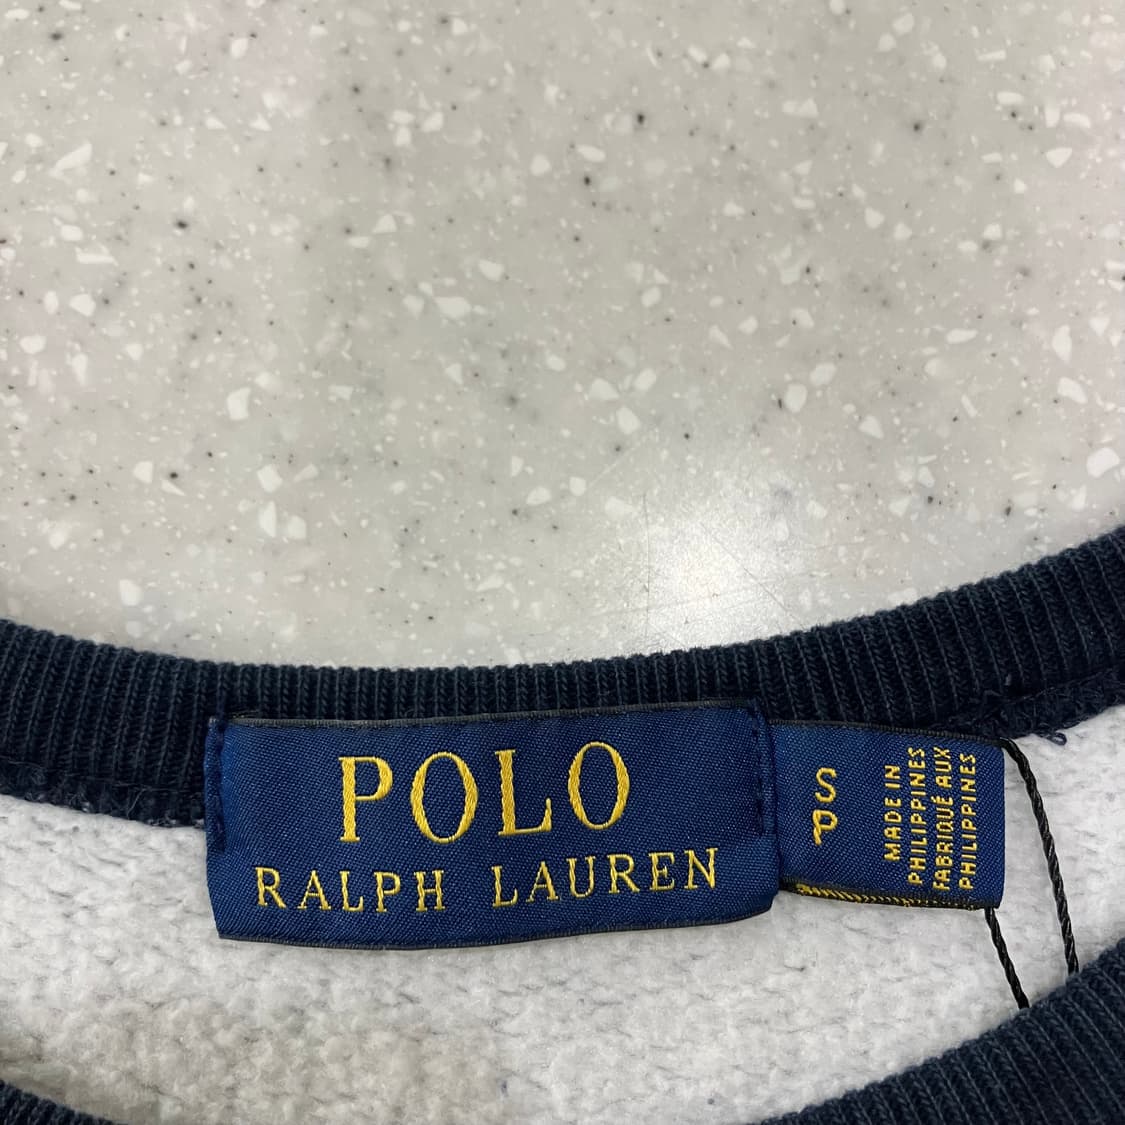 POLO
RALPH LAUREN
S
P
MADE IN
PHILIPPINES
FABRIQUÉ AUX
PHILIPPINES